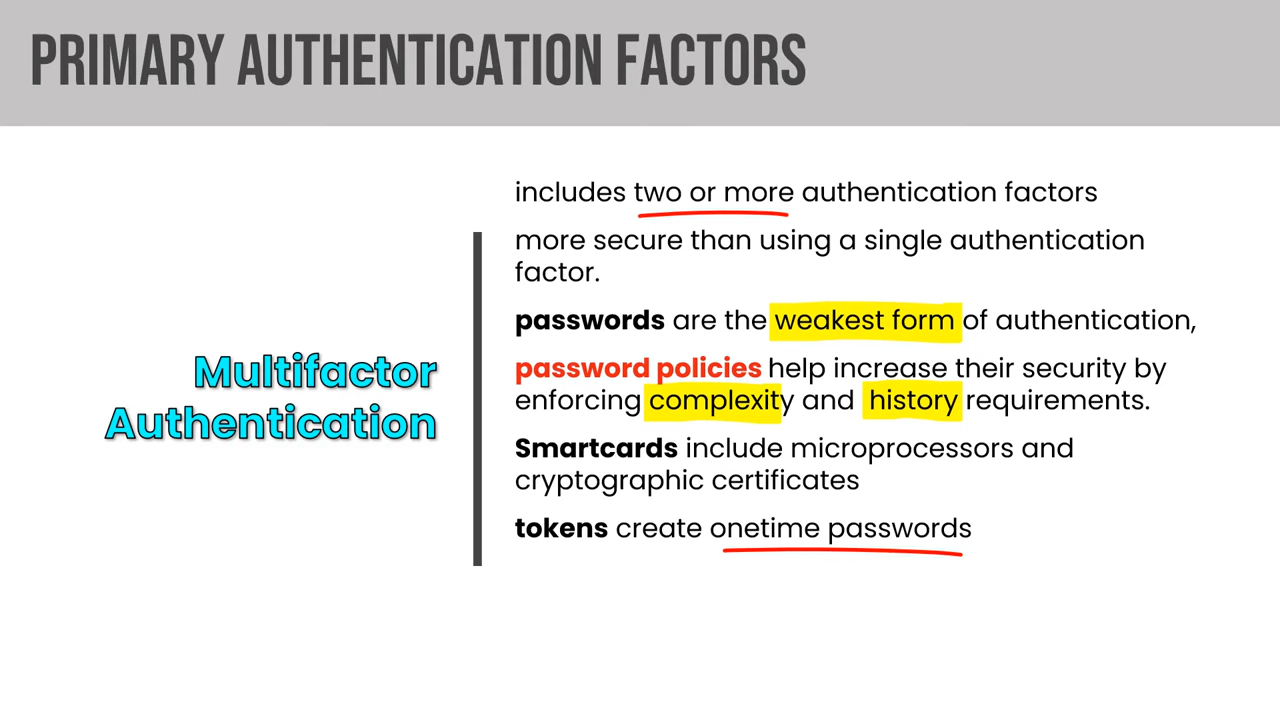 PRIMARY AUTHENTICATION FACTORS
Multifactor
Authentication
includes two or more authentication factors
more secure than using a single authentication
factor.
passwords are the weakest form of authentication,
password policies help increase their security by
enforcing complexity and history requirements.
Smartcards include microprocessors and
cryptographic certificates
tokens create onetime passwords